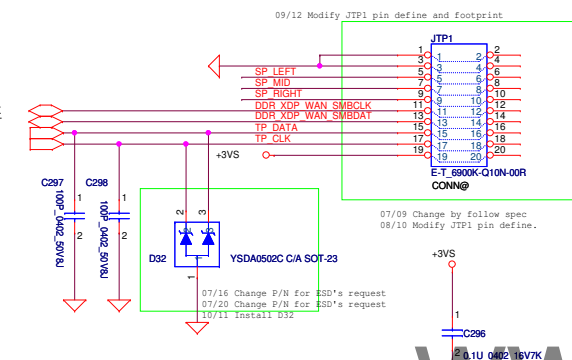 09/12 Modify JTP1 pin define and footprint
JTP1
1 1 2 2
3 3 4 4
SP_LEFT 5 5 6 6
SP_MID 7 7 8 8
SP_RIGHT 9 9 10 10
DDR_XDP_WAN_SMBCLK 11 11 12 12
DDR_XDP_WAN_SMBDAT 13 13 14 14
TP_DATA 15 15 16 16
TP_CLK 17 17 18 18
+3VS 19 19 20 20
E-T_6900K-Q10N-00R
CONN@
C297 C298
1 1
100P_0402_50V8J 100P_0402_50V8J
2 2
2 3
D32 YSDA0502C C/A SOT-23
1
07/16 Change P/N for ESD's request
07/20 Change P/N for ESD's request
10/11 Install D32
07/09 Change by follow spec
08/10 Modify JTP1 pin define.
+3VS
1
C296
2 0.1U_0402_16V7K